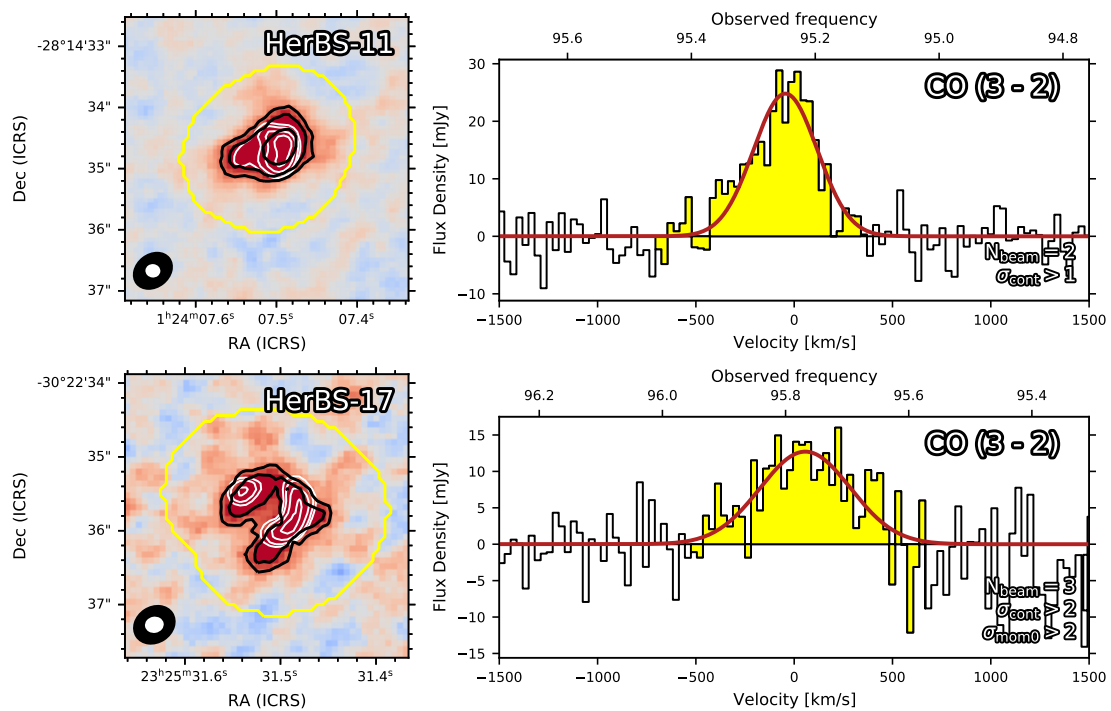 HerBS-11
-28°14'33"
34"
35"
36"
37"
Dec (ICRS)
1ʰ24ᵐ07.6ˢ
07.5ˢ
07.4ˢ
RA (ICRS)
Observed frequency
95.6
95.4
95.2
95.0
94.8
CO (3 - 2)
30
20
10
0
−10
Flux Density [mJy]
N_beam = 2
σ_cont > 1
−1500
−1000
−500
0
500
1000
1500
Velocity [km/s]
HerBS-17
-30°22'34"
35"
36"
37"
Dec (ICRS)
23ʰ25ᵐ31.6ˢ
31.5ˢ
31.4ˢ
RA (ICRS)
Observed frequency
96.2
96.0
95.8
95.6
95.4
CO (3 - 2)
15
10
5
0
−5
−10
−15
Flux Density [mJy]
N_beam = 3
σ_cont > 2
σ_mom0 > 2
−1500
−1000
−500
0
500
1000
1500
Velocity [km/s]